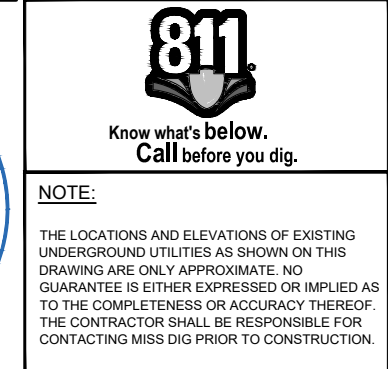 811.
Know what's below.
Call before you dig.
NOTE:
THE LOCATIONS AND ELEVATIONS OF EXISTING
UNDERGROUND UTILITIES AS SHOWN ON THIS
DRAWING ARE ONLY APPROXIMATE. NO
GUARANTEE IS EITHER EXPRESSED OR IMPLIED AS
TO THE COMPLETENESS OR ACCURACY THEREOF.
THE CONTRACTOR SHALL BE RESPONSIBLE FOR
CONTACTING MISS DIG PRIOR TO CONSTRUCTION.